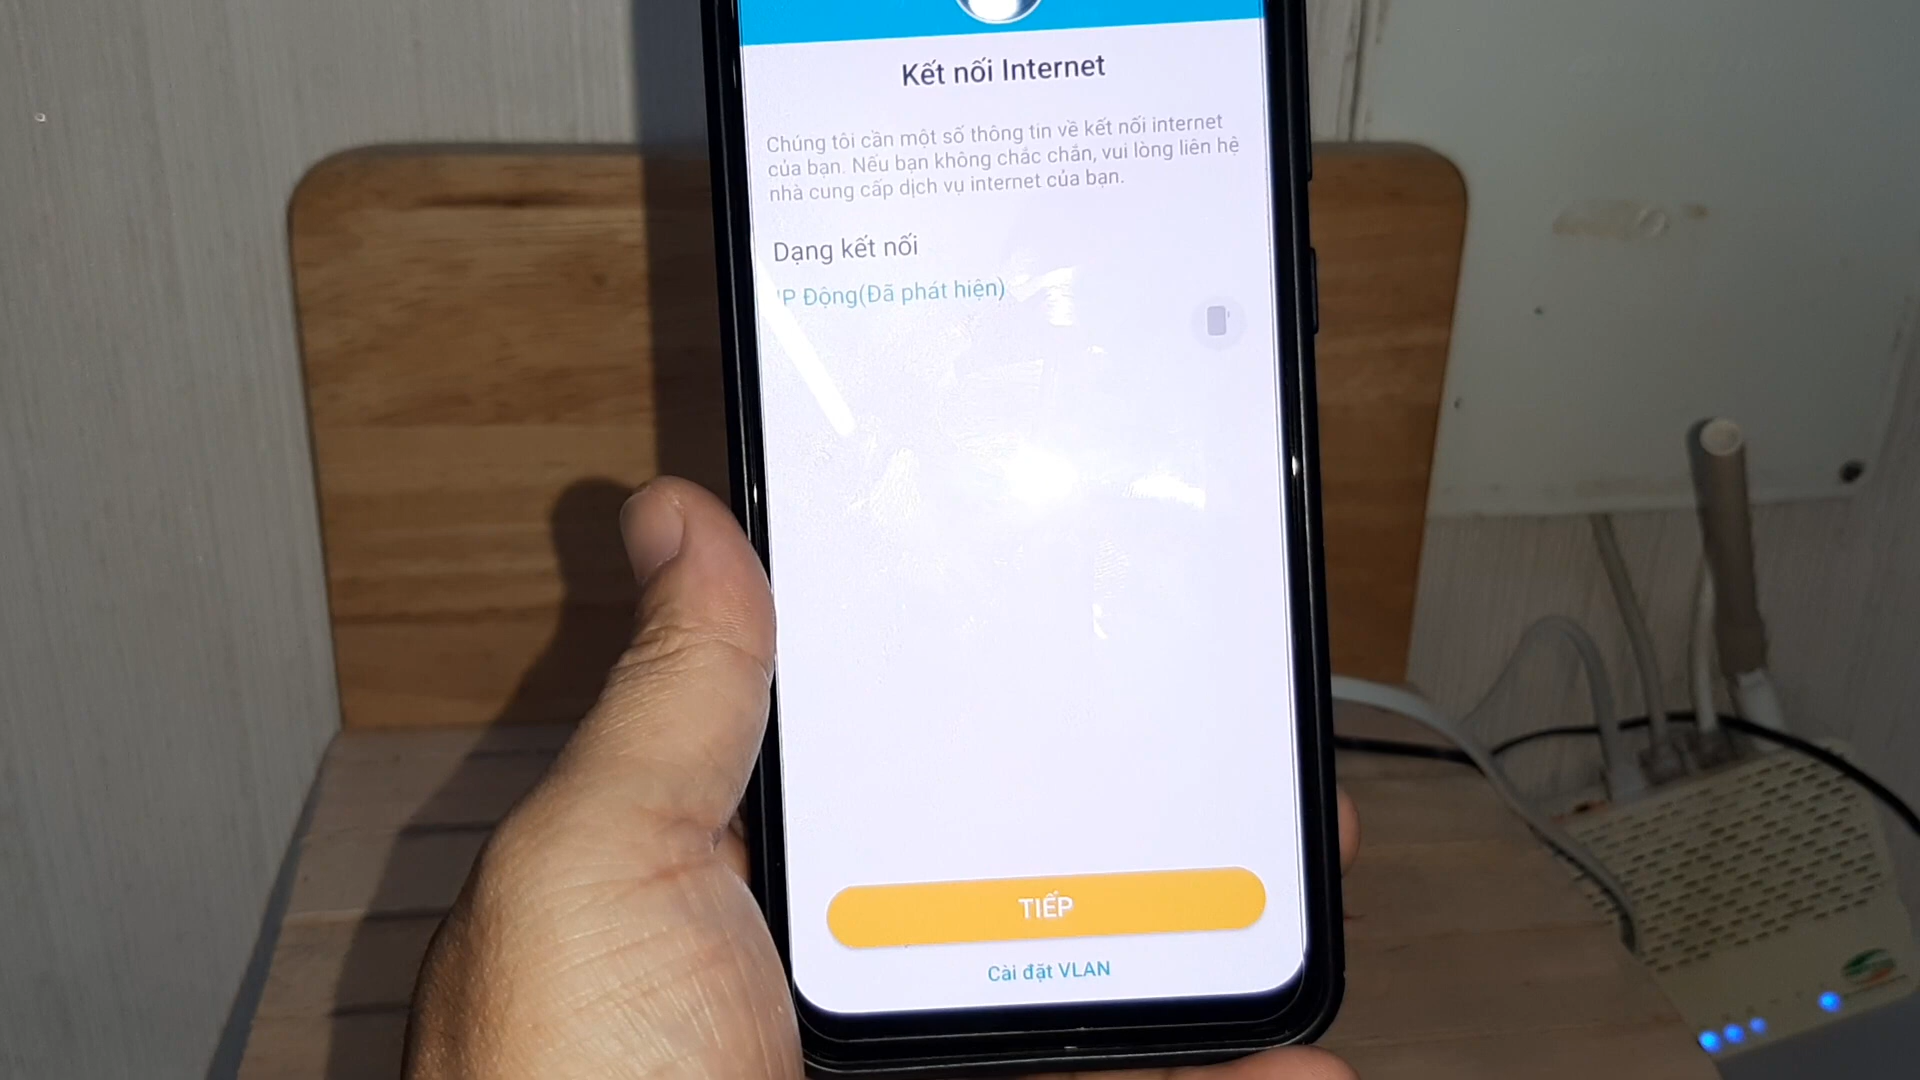 Kết nối Internet
Chúng tôi cần một số thông tin về kết nối internet
của bạn. Nếu bạn không chắc chắn, vui lòng liên hệ
nhà cung cấp dịch vụ internet của bạn.
Dạng kết nối
IP Động(Đã phát hiện)
TIẾP
Cài đặt VLAN